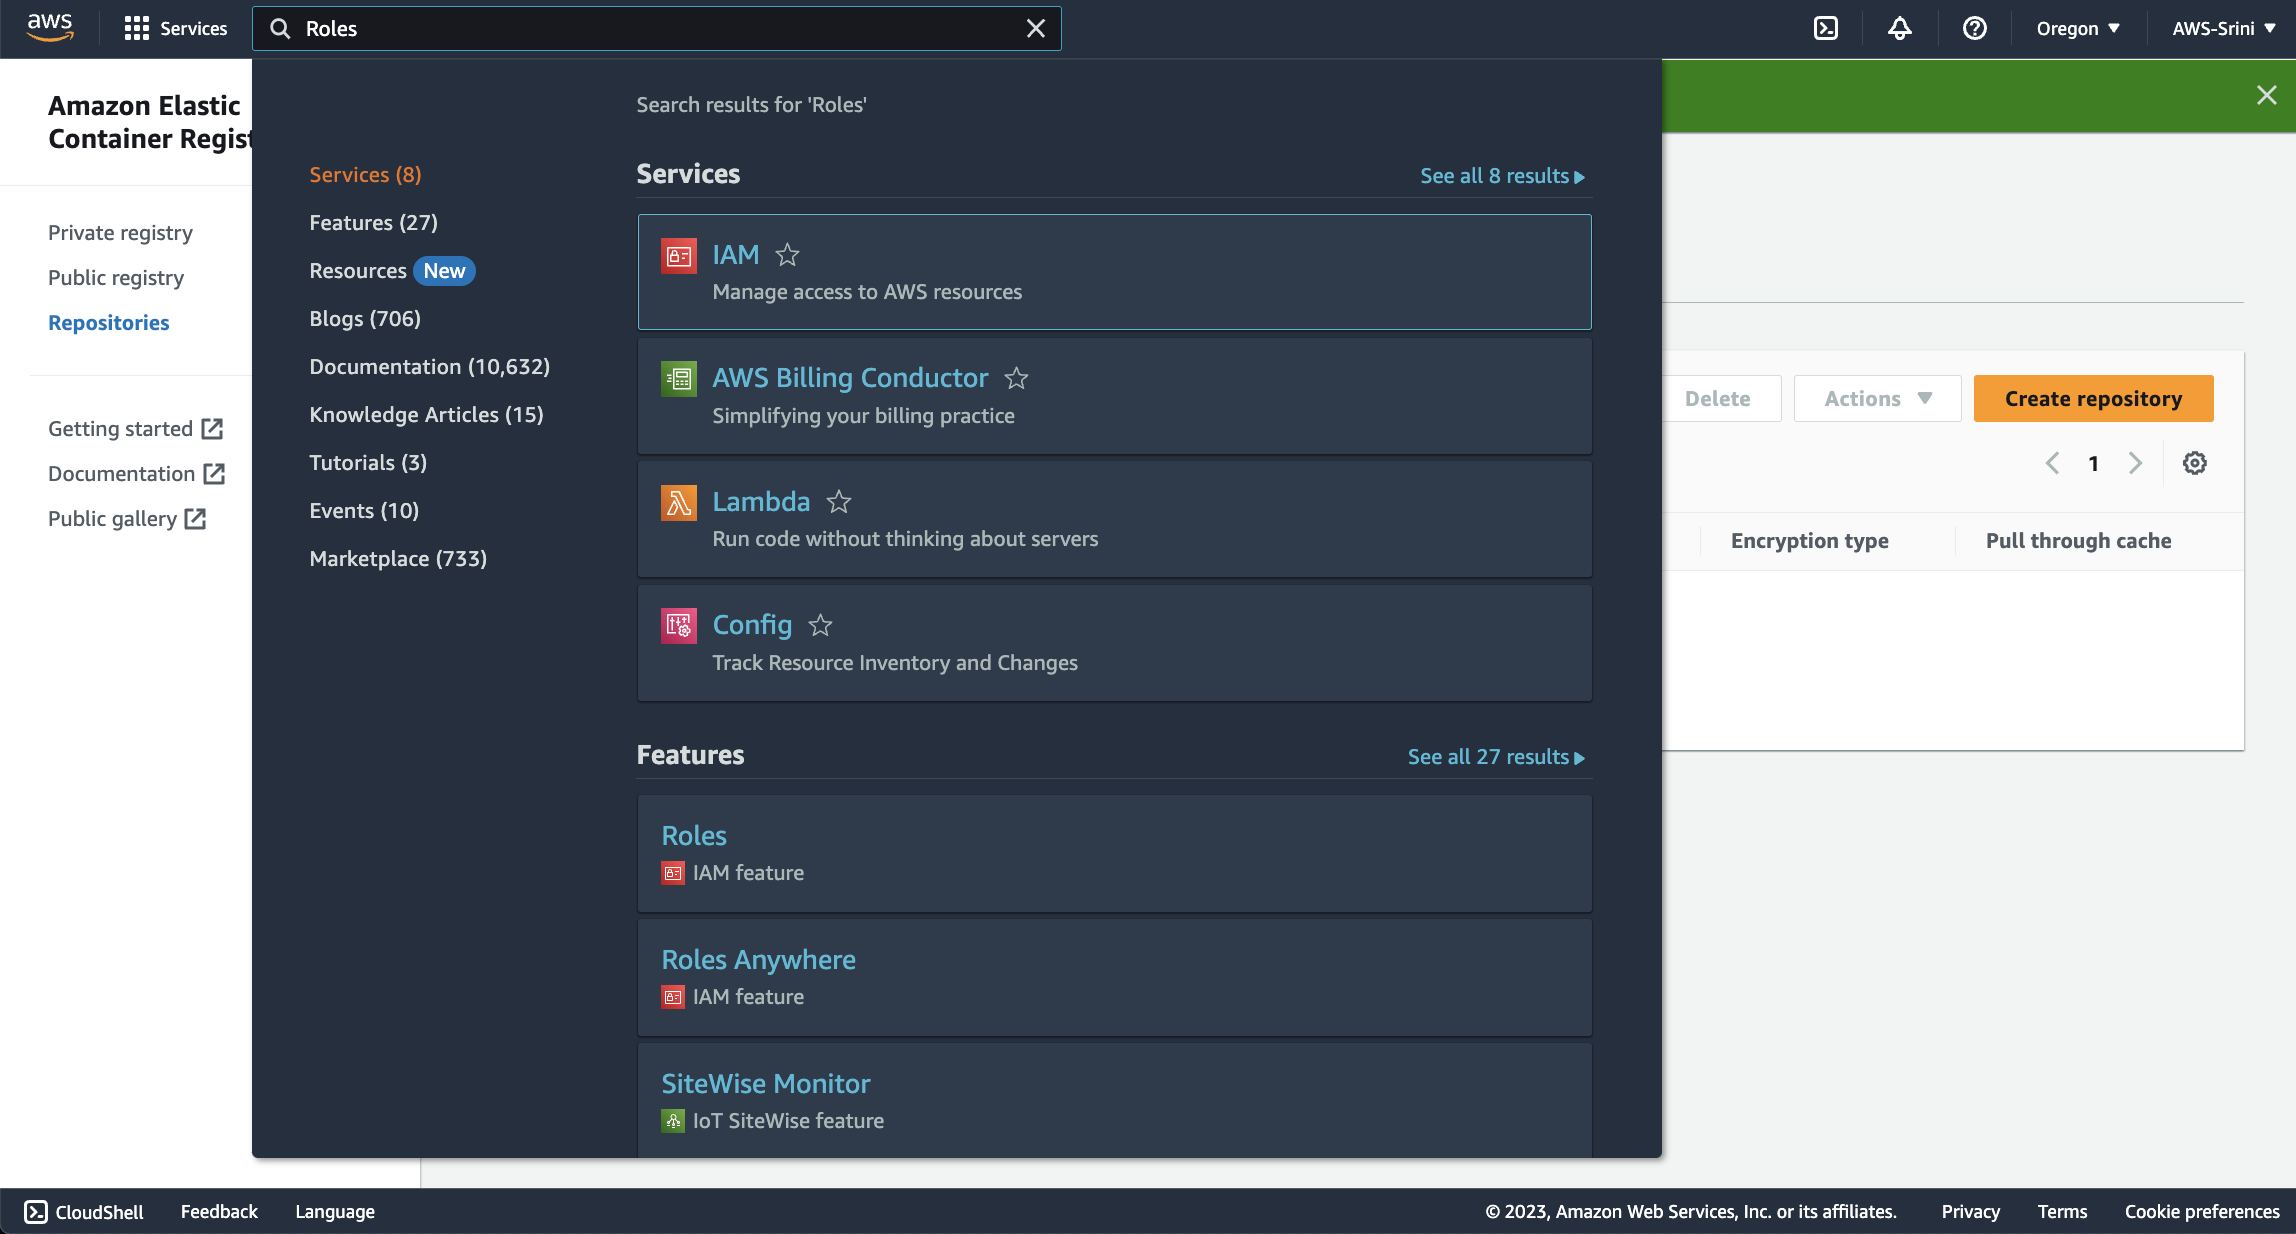 aws
Services
Roles
Oregon
AWS-Srini
Amazon Elastic
Container Regist
Private registry
Public registry
Repositories
Getting started
Documentation
Public gallery
Search results for 'Roles'
Services (8)
Features (27)
Resources New
Blogs (706)
Documentation (10,632)
Knowledge Articles (15)
Tutorials (3)
Events (10)
Marketplace (733)
Services
See all 8 results
IAM
Manage access to AWS resources
AWS Billing Conductor
Simplifying your billing practice
Lambda
Run code without thinking about servers
Config
Track Resource Inventory and Changes
Features
See all 27 results
Roles
IAM feature
Roles Anywhere
IAM feature
SiteWise Monitor
IoT SiteWise feature
Delete
Actions
Create repository
1
Encryption type
Pull through cache
CloudShell
Feedback
Language
© 2023, Amazon Web Services, Inc. or its affiliates.
Privacy
Terms
Cookie preferences